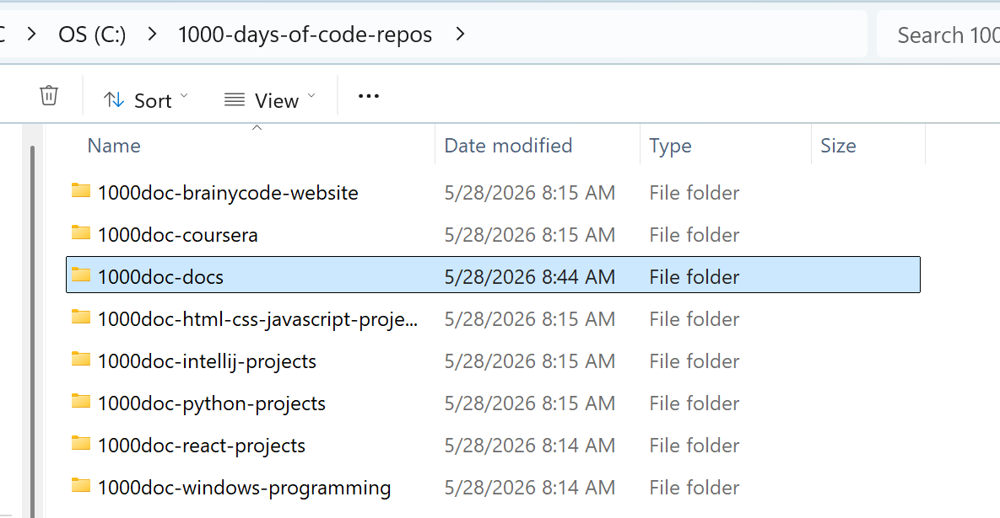 OS (C:) > 1000-days-of-code-repos >
Search 100
Sort View ...
Name Date modified Type Size
1000doc-brainycode-website 5/28/2026 8:15 AM File folder
1000doc-coursera 5/28/2026 8:15 AM File folder
1000doc-docs 5/28/2026 8:44 AM File folder
1000doc-html-css-javascript-proje... 5/28/2026 8:15 AM File folder
1000doc-intellij-projects 5/28/2026 8:15 AM File folder
1000doc-python-projects 5/28/2026 8:15 AM File folder
1000doc-react-projects 5/28/2026 8:14 AM File folder
1000doc-windows-programming 5/28/2026 8:14 AM File folder